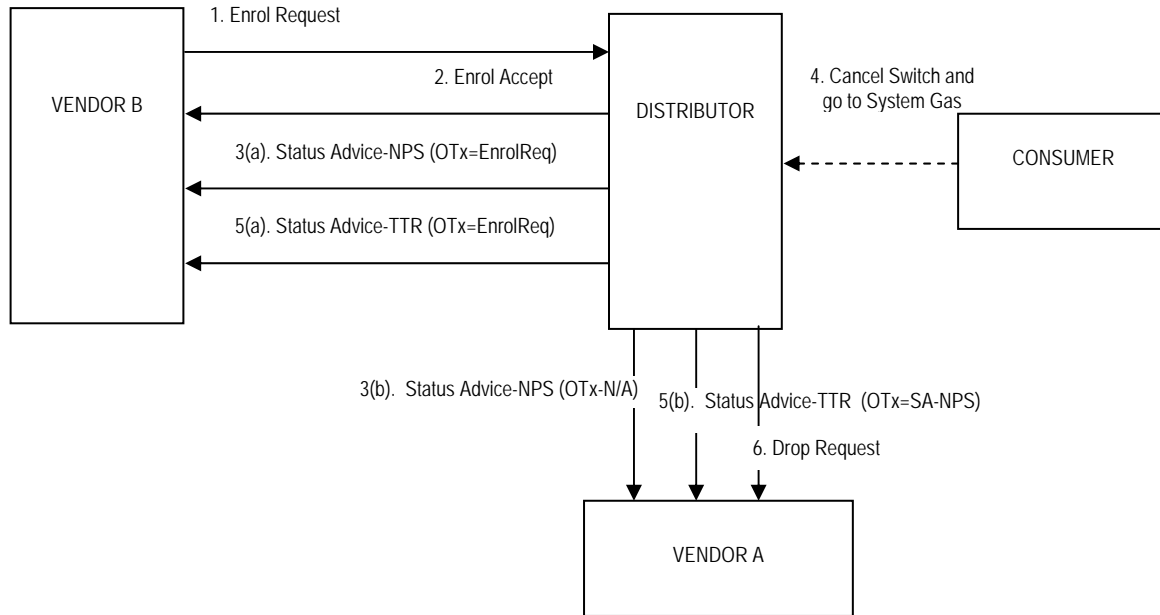 1. Enrol Request
2. Enrol Accept
4. Cancel Switch and
go to System Gas
VENDOR B
DISTRIBUTOR
3(a). Status Advice-NPS (OTx=EnrolReq)
CONSUMER
5(a). Status Advice-TTR (OTx=EnrolReq)
3(b). Status Advice-NPS (OTx-N/A)
5(b). Status Advice-TTR (OTx=SA-NPS)
6. Drop Request
VENDOR A